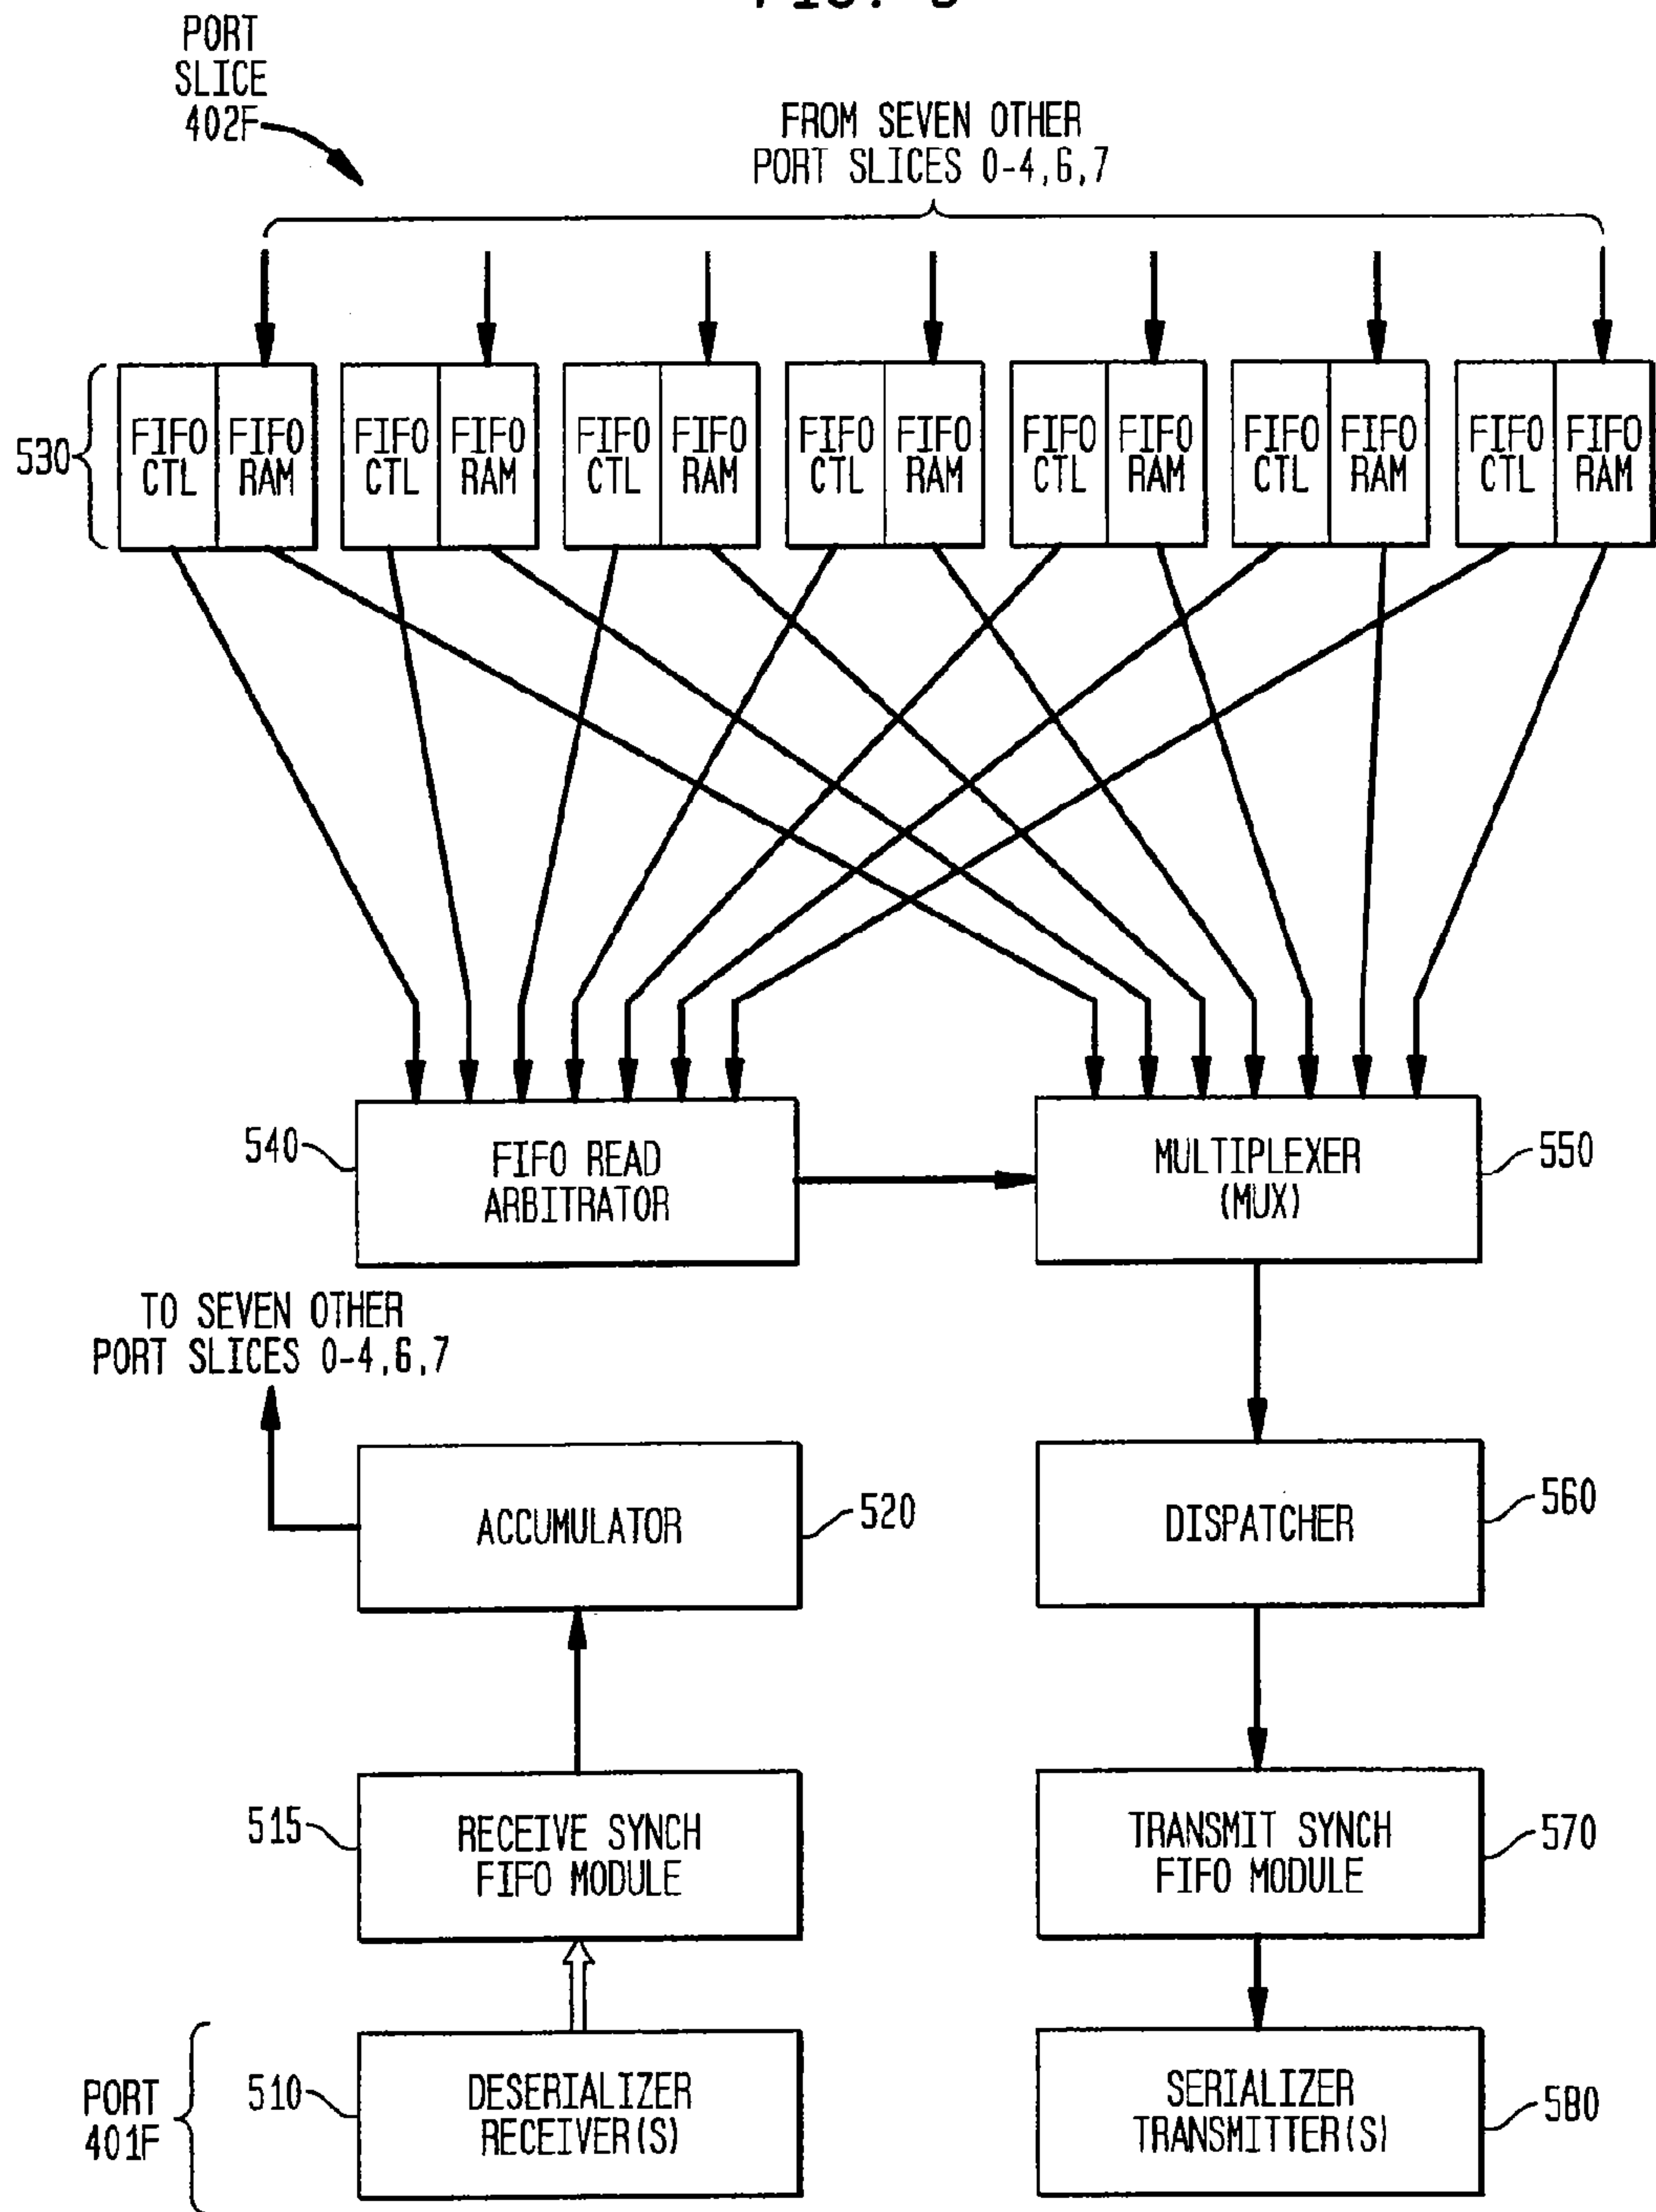 PORT
SLICE
402F
FROM SEVEN OTHER
PORT SLICES 0-4,6,7
530
FIFO CTL
FIFO RAM
FIFO CTL
FIFO RAM
FIFO CTL
FIFO RAM
FIFO CTL
FIFO RAM
FIFO CTL
FIFO RAM
FIFO CTL
FIFO RAM
FIFO CTL
FIFO RAM
540
FIFO READ
ARBITRATOR
MULTIPLEXER
(MUX)
550
TO SEVEN OTHER
PORT SLICES 0-4,6,7
ACCUMULATOR
520
DISPATCHER
560
515
RECEIVE SYNCH
FIFO MODULE
TRANSMIT SYNCH
FIFO MODULE
570
PORT
401F
510
DESERIALIZER
RECEIVER(S)
SERIALIZER
TRANSMITTER(S)
580